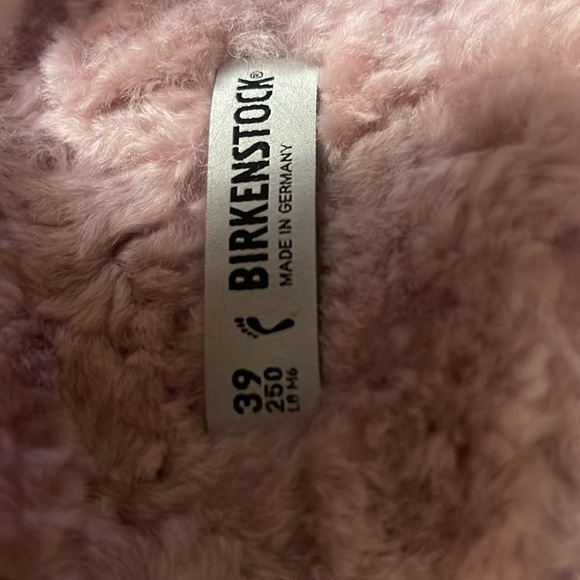 BIRKENSTOCK®
MADE IN GERMANY
39
250
L8 M6